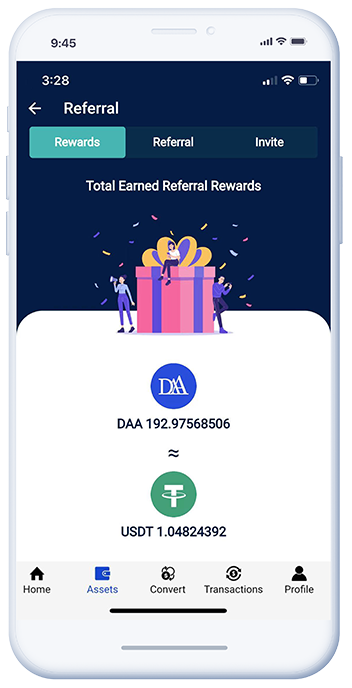 9:45
3:28
Referral
Rewards Referral Invite
Total Earned Referral Rewards
DAA
DAA 192.97568506
≈
T
USDT 1.04824392
Home Assets Convert Transactions Profile